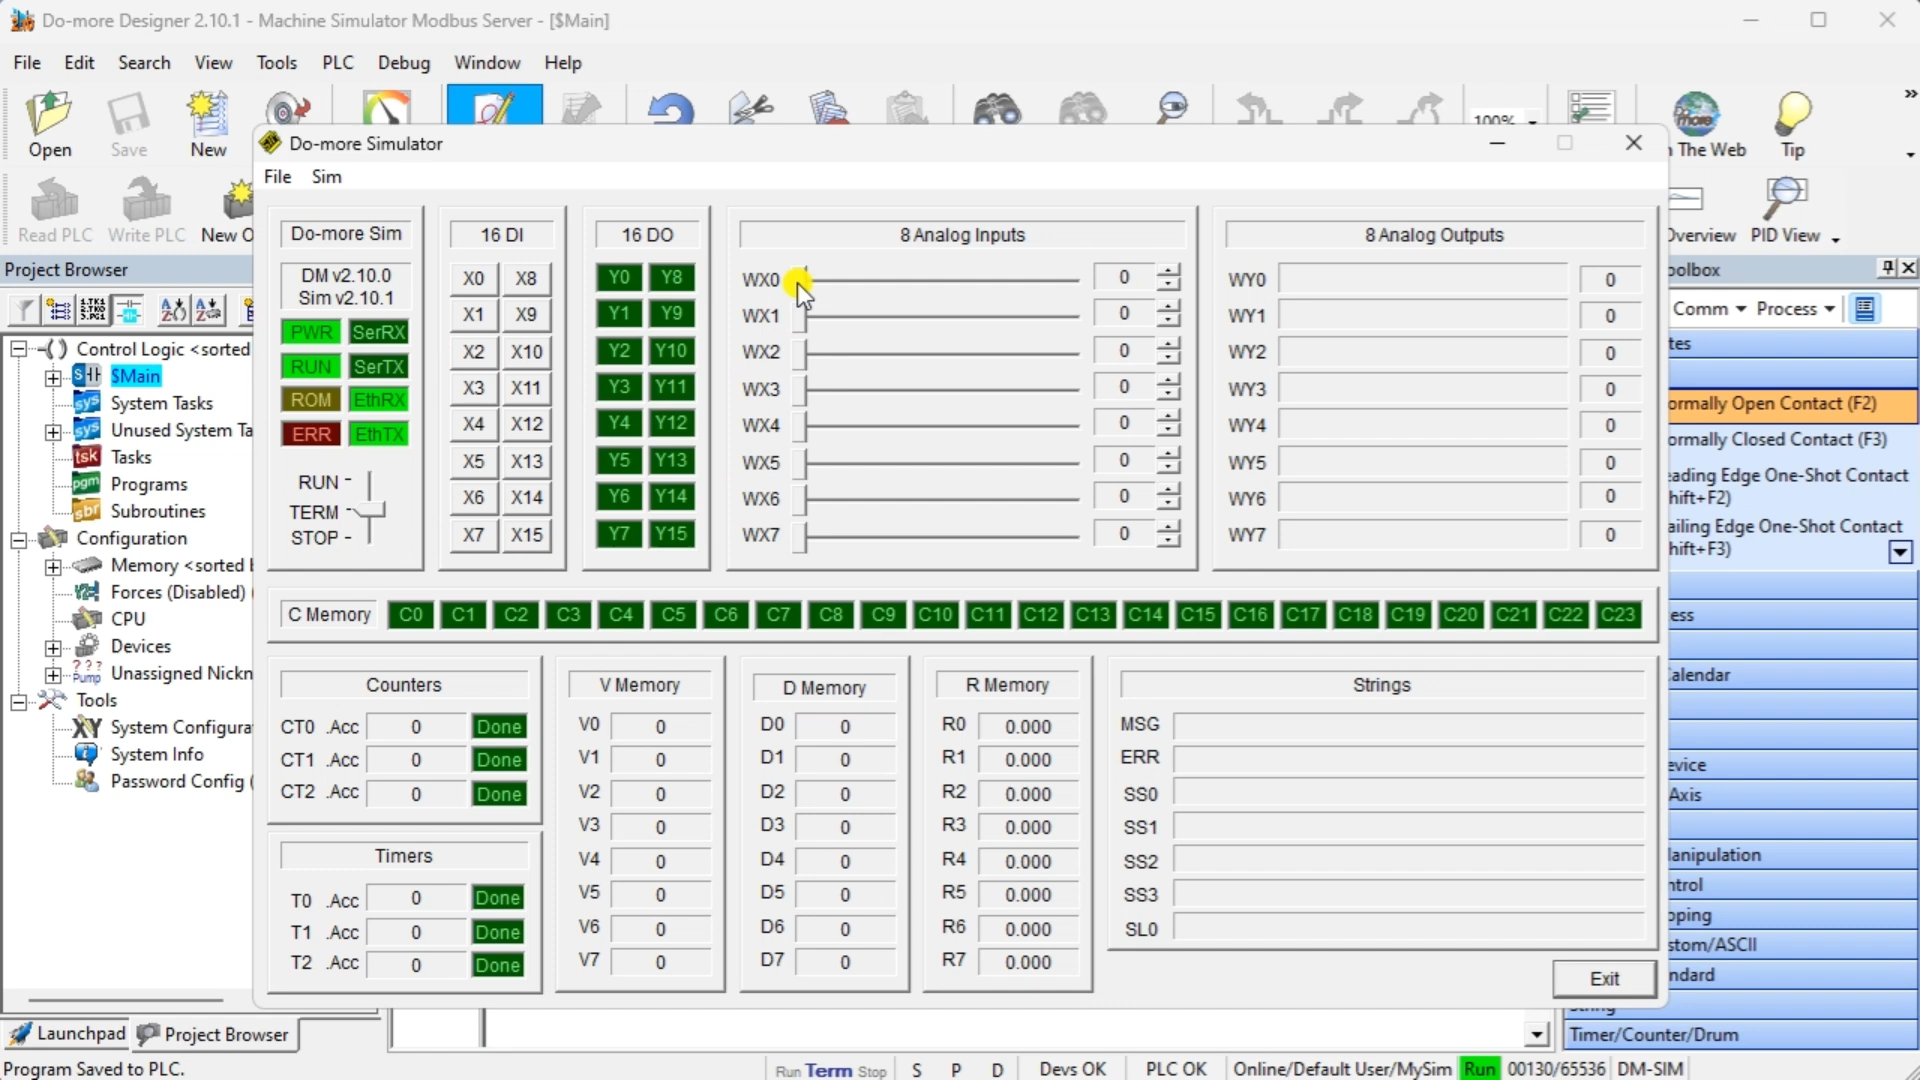 Do-more Designer 2.10.1 - Machine Simulator Modbus Server - [$Main]
File Edit Search View Tools PLC Debug Window Help
100%
Open Save New The Web Tip
Do-more Simulator
File Sim
Read PLC Write PLC New O
Overview PID View
Project Browser
Do-more Sim
DM v2.10.0
Sim v2.10.1
PWR SerRX
RUN SerTX
ROM EthRX
ERR EthTX
RUN -
TERM -
STOP -
16 DI
X0 X8
X1 X9
X2 X10
X3 X11
X4 X12
X5 X13
X6 X14
X7 X15
16 DO
Y0 Y8
Y1 Y9
Y2 Y10
Y3 Y11
Y4 Y12
Y5 Y13
Y6 Y14
Y7 Y15
8 Analog Inputs
WX0 0
WX1 0
WX2 0
WX3 0
WX4 0
WX5 0
WX6 0
WX7 0
8 Analog Outputs
WY0 0
WY1 0
WY2 0
WY3 0
WY4 0
WY5 0
WY6 0
WY7 0
C Memory C0 C1 C2 C3 C4 C5 C6 C7 C8 C9 C10 C11 C12 C13 C14 C15 C16 C17 C18 C19 C20 C21 C22 C23
Counters
CT0 .Acc 0 Done
CT1 .Acc 0 Done
CT2 .Acc 0 Done
Timers
T0 .Acc 0 Done
T1 .Acc 0 Done
T2 .Acc 0 Done
V Memory
V0 0
V1 0
V2 0
V3 0
V4 0
V5 0
V6 0
V7 0
D Memory
D0 0
D1 0
D2 0
D3 0
D4 0
D5 0
D6 0
D7 0
R Memory
R0 0.000
R1 0.000
R2 0.000
R3 0.000
R4 0.000
R5 0.000
R6 0.000
R7 0.000
Strings
MSG
ERR
SS0
SS1
SS2
SS3
SL0
Exit
Control Logic <sorted
$Main
System Tasks
Unused System Ta
Tasks
Programs
Subroutines
Configuration
Memory <sorted b
Forces (Disabled) (
CPU
Devices
Unassigned Nickn
Tools
System Configura
System Info
Password Config (
oolbox
Comm Process
tes
ormally Open Contact (F2)
ormally Closed Contact (F3)
eading Edge One-Shot Contact
hift+F2)
ailing Edge One-Shot Contact
hift+F3)
ess
alendar
evice
Axis
anipulation
ntrol
oping
stom/ASCII
ndard
String
Timer/Counter/Drum
Launchpad Project Browser
Program Saved to PLC.
Run Term Stop S P D Devs OK PLC OK Online/Default User/MySim Run 00130/65536 DM-SIM